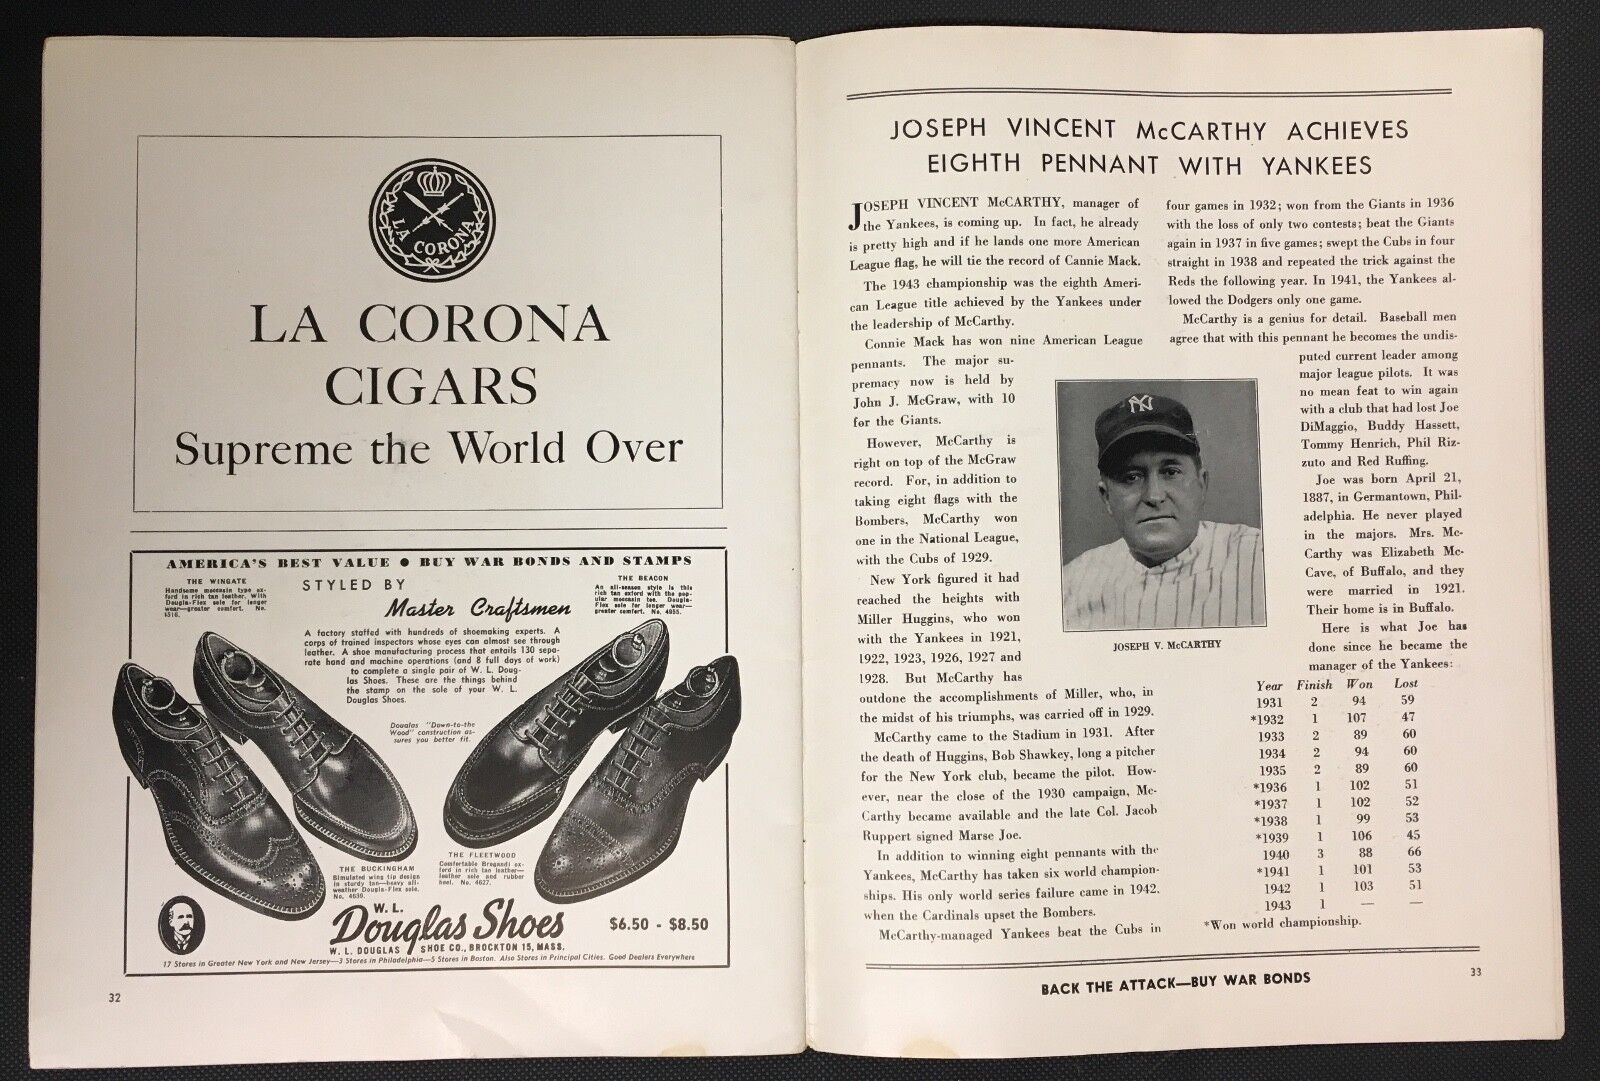 LA CORONA
LA CORONA
CIGARS
Supreme the World Over
AMERICA'S BEST VALUE ● BUY WAR BONDS AND STAMPS
THE WINGATE
Handsome moccasin type ox-
ford in rich tan leather. With
Dougla-Flex sole for longer
wear—greater comfort. No.
STYLED BY
Master Craftsmen
THE BEACON
An all-season style is this
rich tan oxford with the pop-
ular moccasin toe. Dougla-
Flex sole for longer wear—
greater comfort. No. 4955.
A factory staffed with hundreds of shoemaking experts. A
corps of trained inspectors whose eyes can almost see through
leather. A shoe manufacturing process that entails 130 sepa-
rate hand and machine operations (and 8 full days of work)
to complete a single pair of W. L. Doug-
las Shoes. These are the things behind
the stamp on the sole of your W. L.
Douglas Shoes.
Douglas "Down-to-the
Wood" construction as-
sures you better fit.
THE BUCKINGHAM
Simulated wing tip design
in sturdy tan—heavy all-
weather Dougla-Flex sole.
No. 4639.
THE FLEETWOOD
Comfortable Brogandi ox-
ford in rich tan leather—
leather sole and rubber
heel. No. 4627.
W. L.
Douglas Shoes
$6.50 - $8.50
W. L. DOUGLAS SHOE CO., BROCKTON 15, MASS.
17 Stores in Greater New York and New Jersey—3 Stores in Philadelphia—5 Stores in Boston. Also Stores in Principal Cities. Good Dealers Everywhere
32
JOSEPH VINCENT McCARTHY ACHIEVES
EIGHTH PENNANT WITH YANKEES
JOSEPH VINCENT McCARTHY, manager of
the Yankees, is coming up. In fact, he already
is pretty high and if he lands one more American
League flag, he will tie the record of Cannie Mack.
The 1943 championship was the eighth Ameri-
can League title achieved by the Yankees under
the leadership of McCarthy.
Connie Mack has won nine American League
pennants. The major su-
premacy now is held by
John J. McGraw, with 10
for the Giants.
However, McCarthy is
right on top of the McGraw
record. For, in addition to
taking eight flags with the
Bombers, McCarthy won
one in the National League,
with the Cubs of 1929.
New York figured it had
reached the heights with
Miller Huggins, who won
with the Yankees in 1921,
1922, 1923, 1926, 1927 and
1928. But McCarthy has
outdone the accomplishments of Miller, who, in
the midst of his triumphs, was carried off in 1929.
McCarthy came to the Stadium in 1931. After
the death of Huggins, Bob Shawkey, long a pitcher
for the New York club, became the pilot. How-
ever, near the close of the 1930 campaign, Mc-
Carthy became available and the late Col. Jacob
Ruppert signed Marse Joe.
In addition to winning eight pennants with the
Yankees, McCarthy has taken six world champion-
ships. His only world series failure came in 1942.
when the Cardinals upset the Bombers.
McCarthy-managed Yankees beat the Cubs in
four games in 1932; won from the Giants in 1936
with the loss of only two contests; beat the Giants
again in 1937 in five games; swept the Cubs in four
straight in 1938 and repeated the trick against the
Reds the following year. In 1941, the Yankees al-
lowed the Dodgers only one game.
McCarthy is a genius for detail. Baseball men
agree that with this pennant he becomes the undis-
puted current leader among
major league pilots. It was
no mean feat to win again
with a club that had lost Joe
DiMaggio, Buddy Hassett,
Tommy Henrich, Phil Riz-
zuto and Red Ruffing.
Joe was born April 21,
1887, in Germantown, Phil-
adelphia. He never played
in the majors. Mrs. Mc-
Carthy was Elizabeth Mc-
Cave, of Buffalo, and they
were married in 1921.
Their home is in Buffalo.
Here is what Joe has
done since he became the
manager of the Yankees:
NY
JOSEPH V. McCARTHY
Year Finish Won Lost
1931 2 94 59
*1932 1 107 47
1933 2 89 60
1934 2 94 60
1935 2 89 60
*1936 1 102 51
*1937 1 102 52
*1938 1 99 53
*1939 1 106 45
1940 3 88 66
*1941 1 101 53
1942 1 103 51
1943 1 — —
*Won world championship.
BACK THE ATTACK—BUY WAR BONDS
33